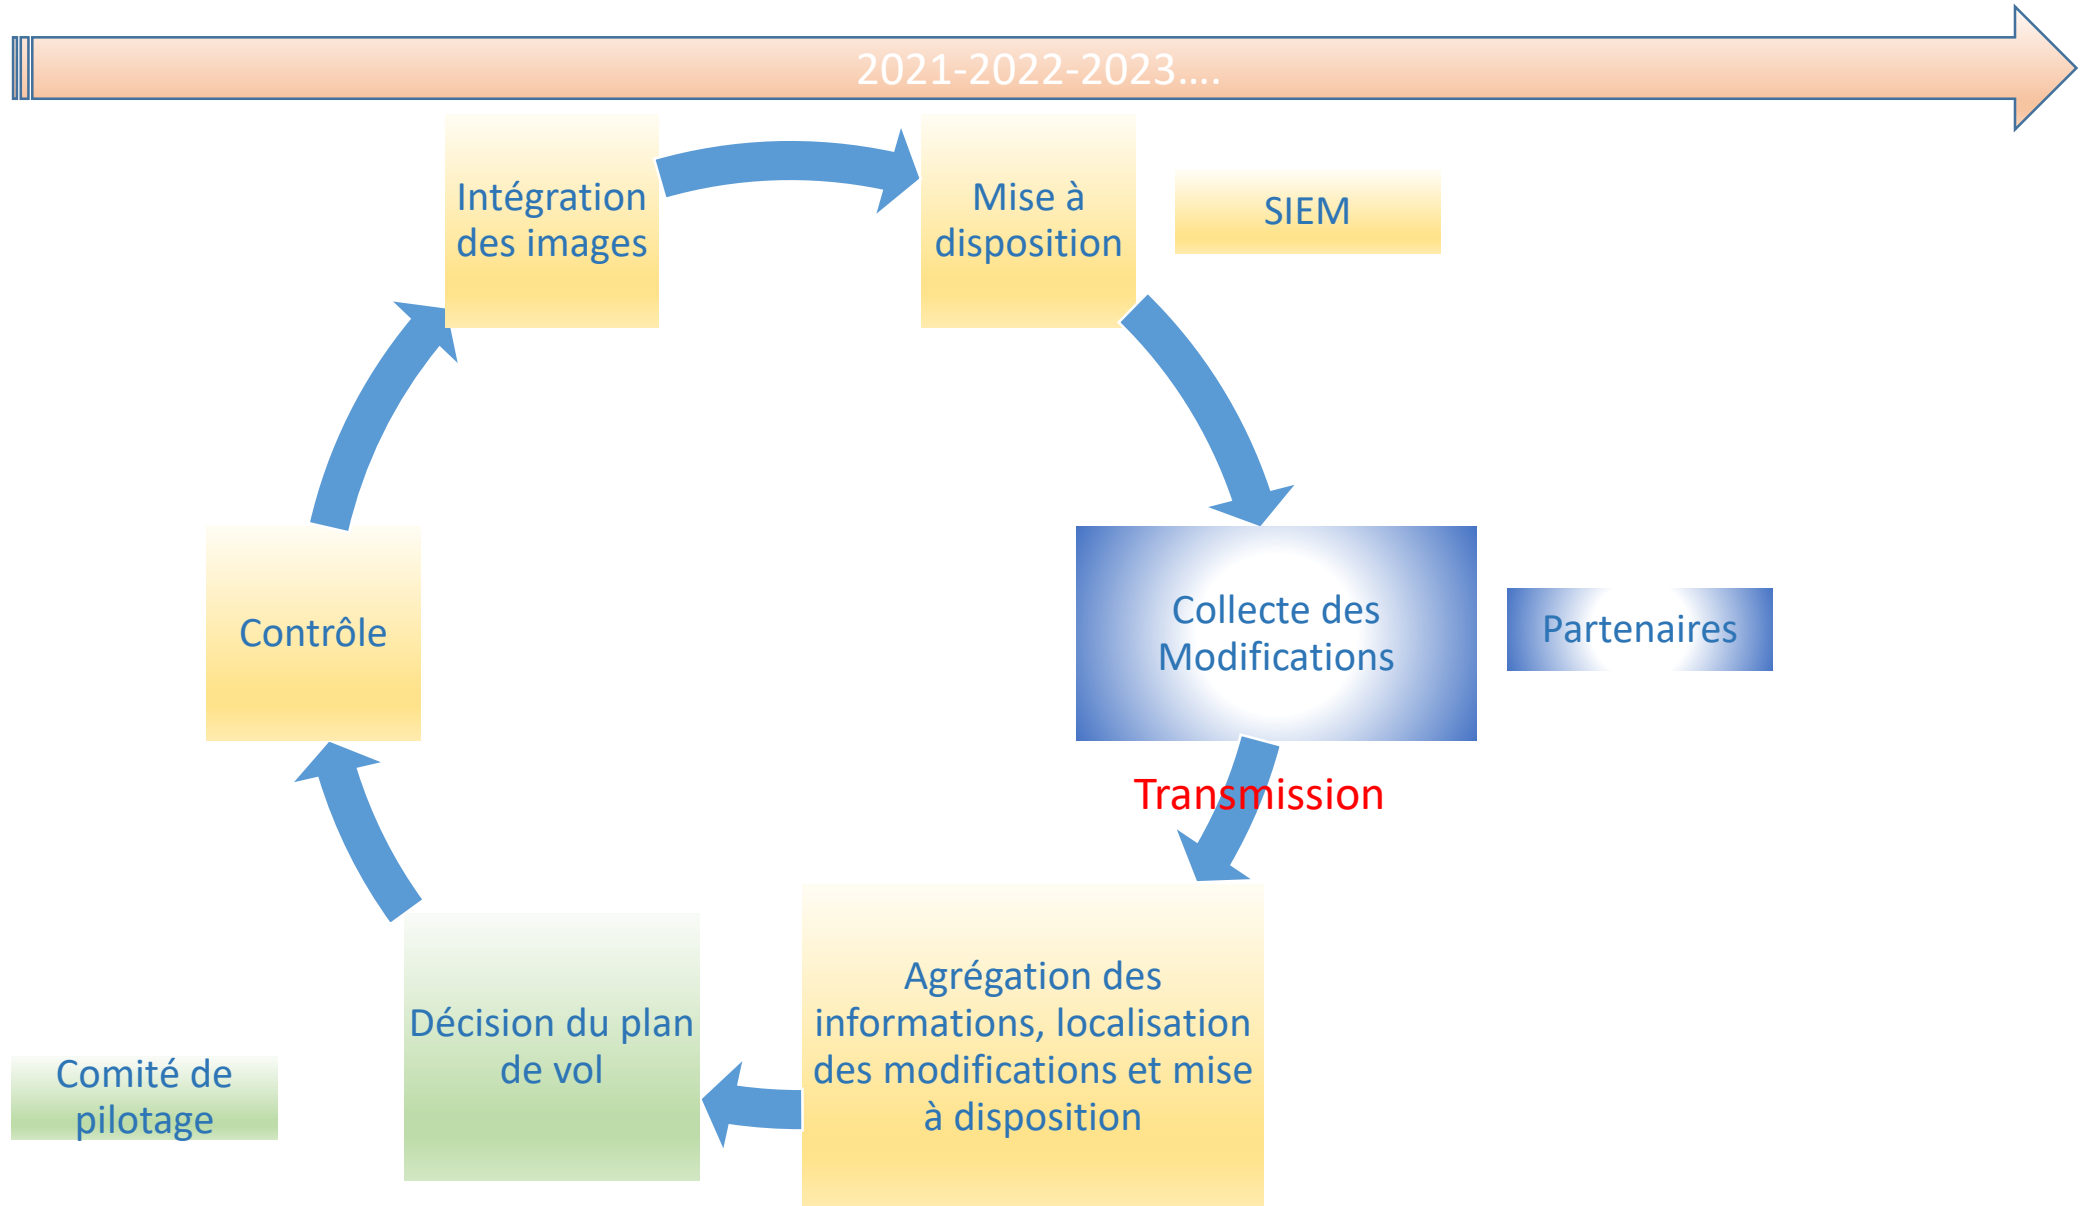 2021-2022-2023....
Intégration
des images
Mise à
disposition
SIEM
Contrôle
Collecte des
Modifications
Partenaires
Transmission
Agrégation des
informations, localisation
des modifications et mise
à disposition
Décision du plan
de vol
Comité de
pilotage